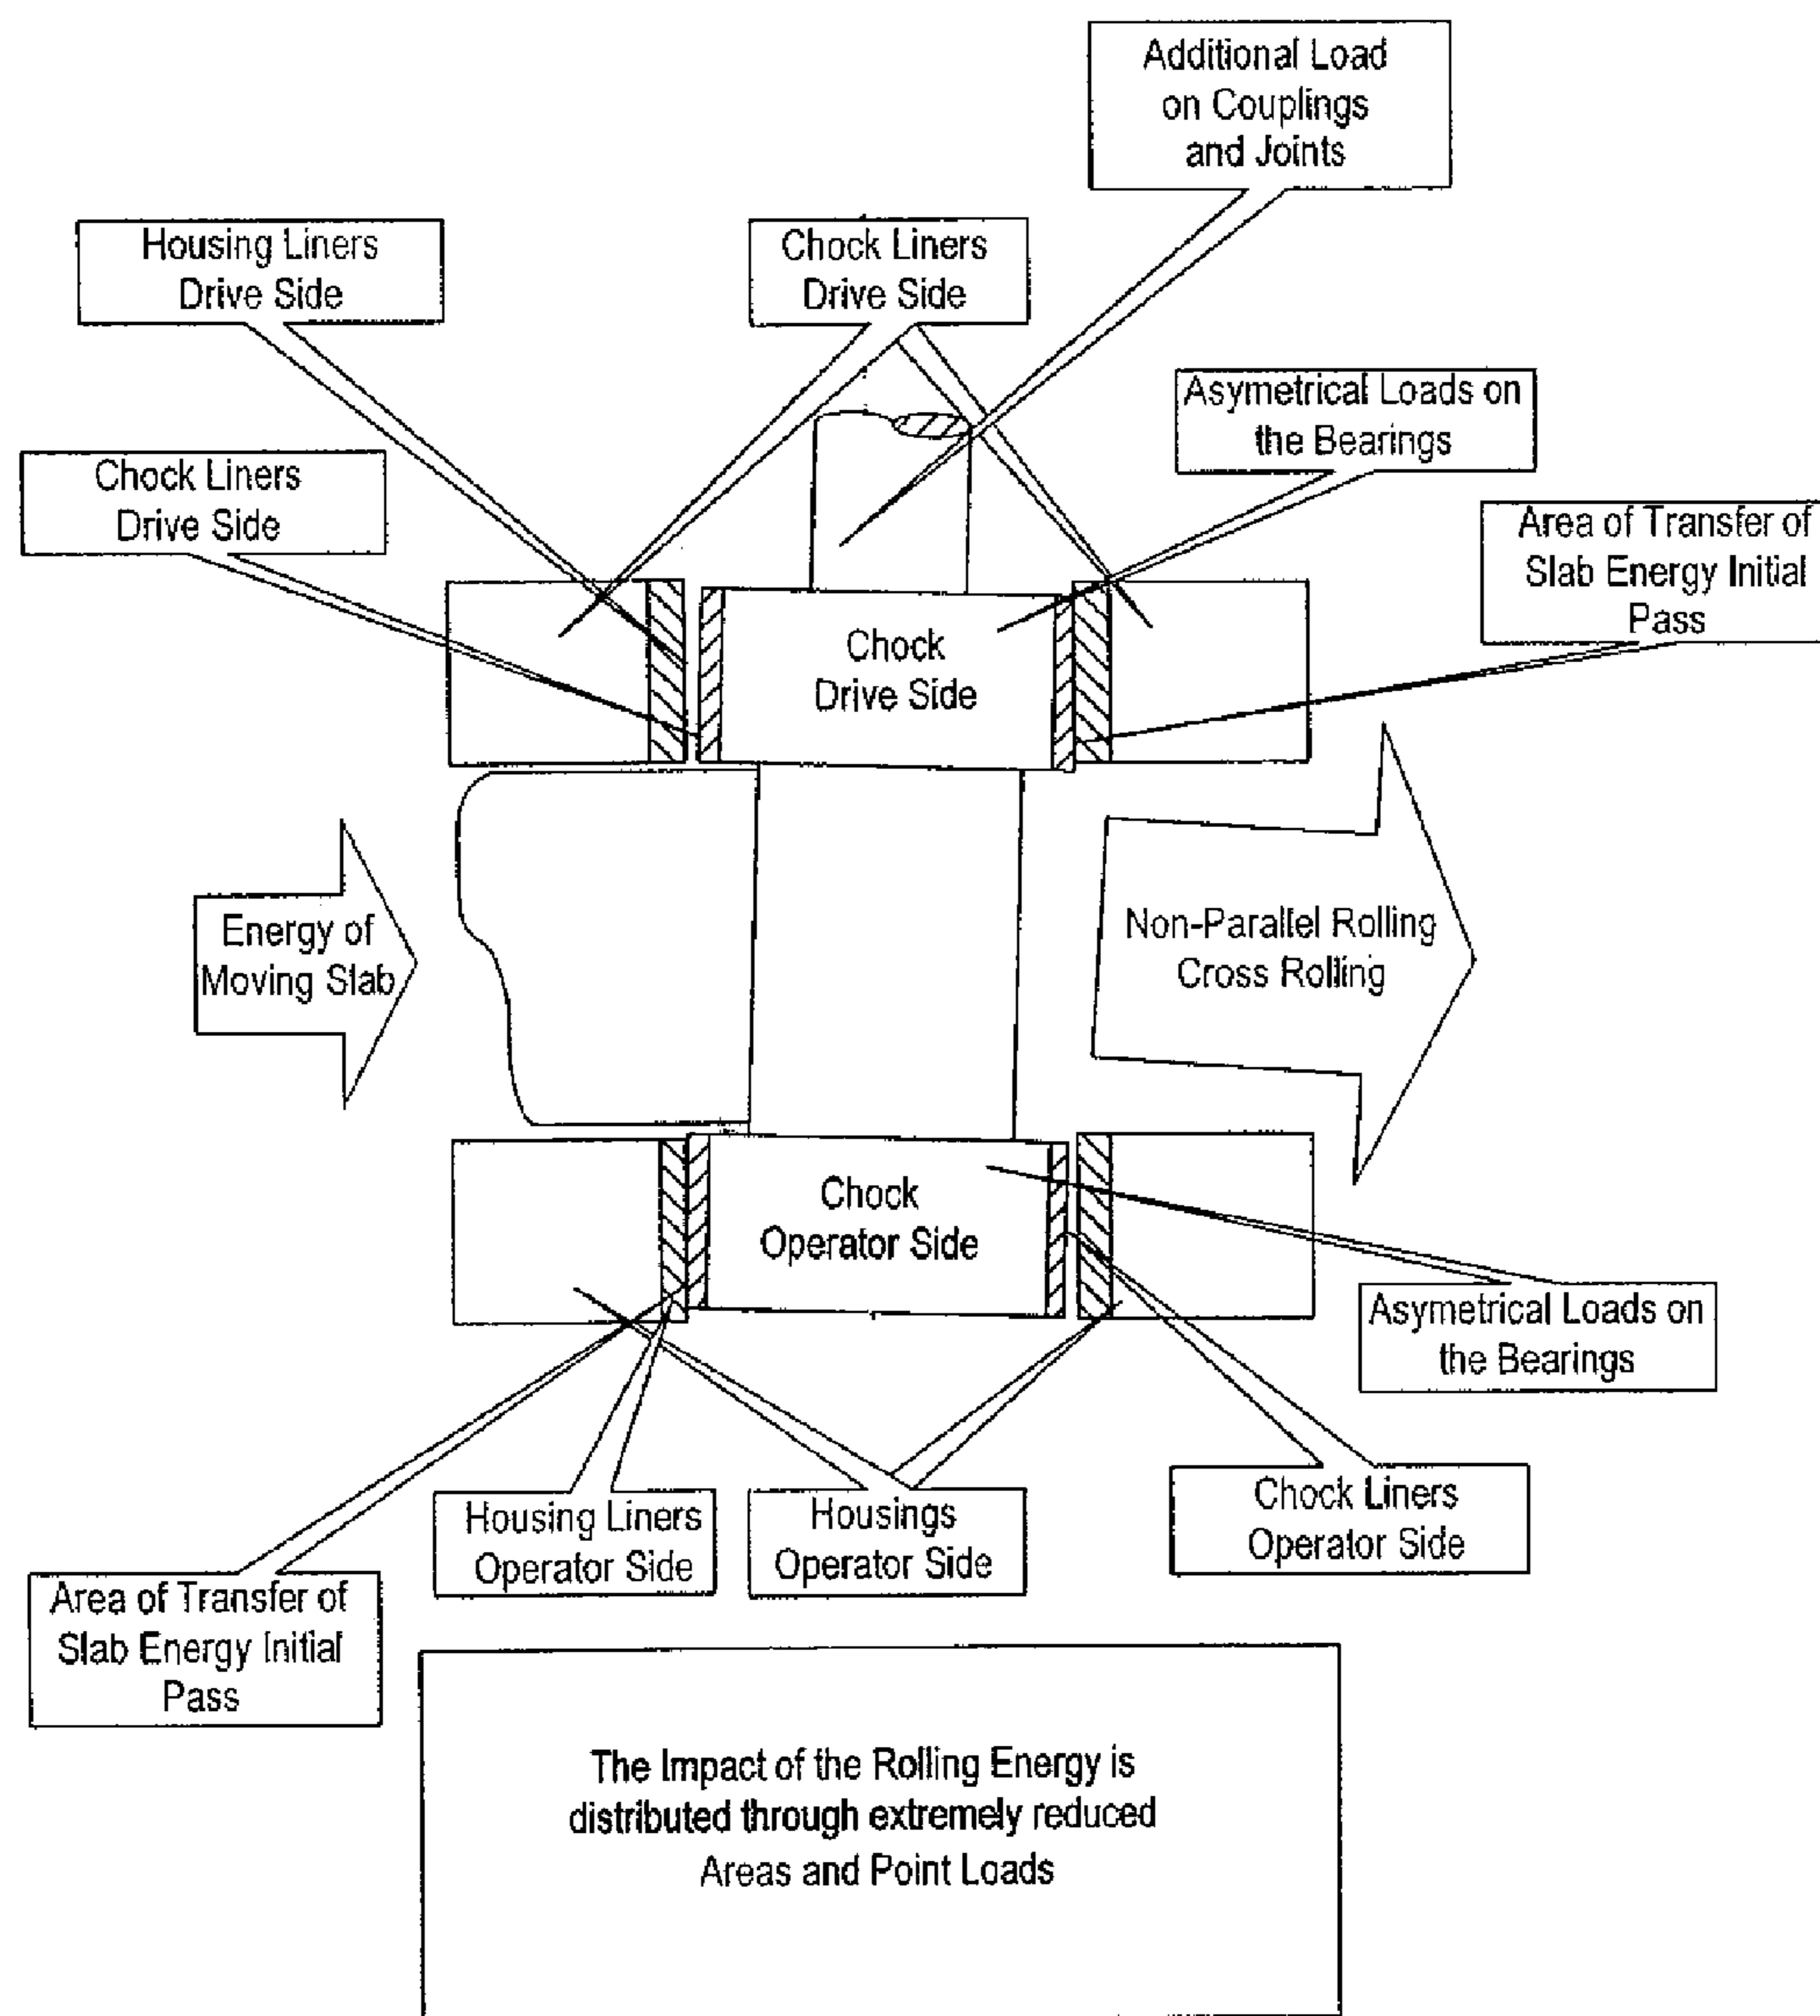 Additional Load
on Couplings
and Joints
Housing Liners
Drive Side
Chock Liners
Drive Side
Asymetrical Loads on
the Bearings
Chock Liners
Drive Side
Area of Transfer of
Slab Energy Initial
Pass
Chock
Drive Side
Energy of
Moving Slab
Non-Parallel Rolling
Cross Rolling
Chock
Operator Side
Asymetrical Loads on
the Bearings
Housing Liners
Operator Side
Housings
Operator Side
Chock Liners
Operator Side
Area of Transfer of
Slab Energy Initial
Pass
The Impact of the Rolling Energy is
distributed through extremely reduced
Areas and Point Loads